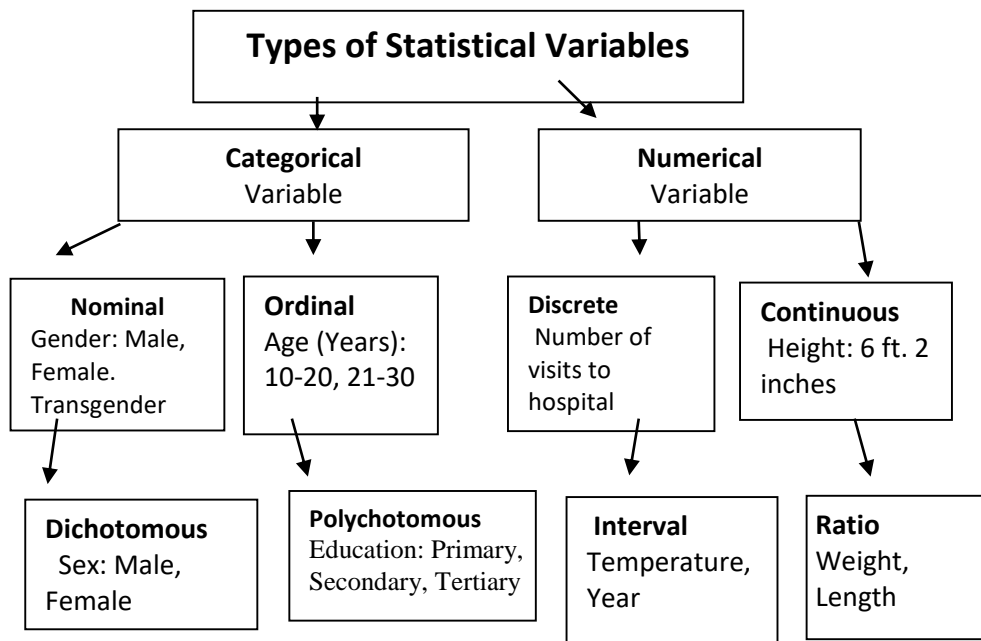 Types of Statistical Variables
Categorical
Variable
Numerical
Variable
Nominal
Gender: Male,
Female.
Transgender
Ordinal
Age (Years):
10-20, 21-30
Discrete
Number of
visits to
hospital
Continuous
Height: 6 ft. 2
inches
Dichotomous
Sex: Male,
Female
Polychotomous
Education: Primary,
Secondary, Tertiary
Interval
Temperature,
Year
Ratio
Weight,
Length